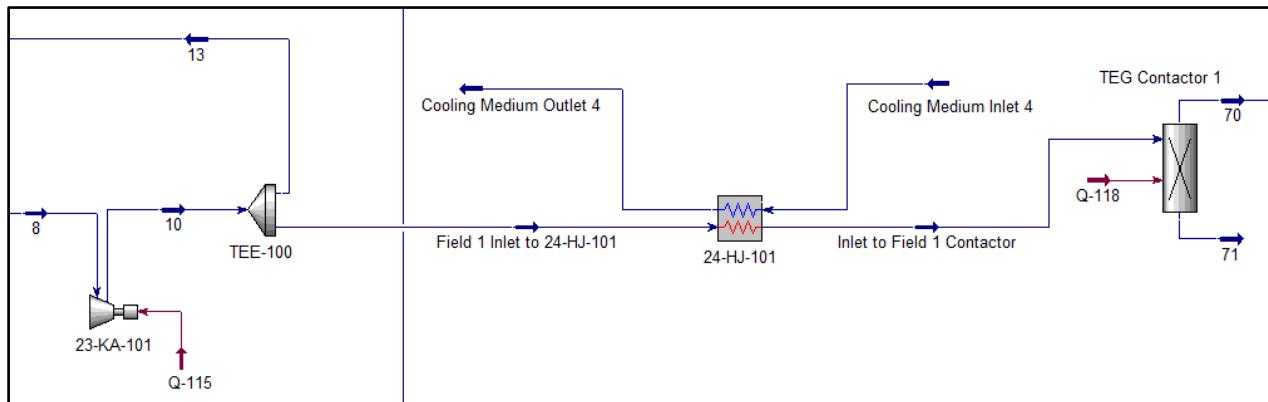 13
TEG Contactor 1
Cooling Medium Outlet 4
Cooling Medium Inlet 4
70
8
10
Q-118
TEE-100
Field 1 Inlet to 24-HJ-101
24-HJ-101
Inlet to Field 1 Contactor
71
23-KA-101
Q-115